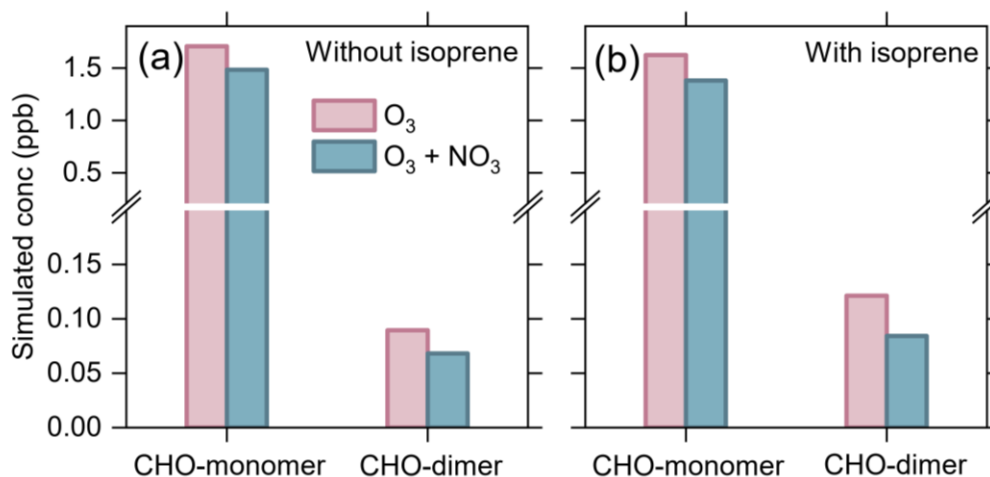 (a)
Without isoprene
O₃
O₃ + NO₃
Simulated conc (ppb)
1.5
1.0
0.5
0.15
0.10
0.05
0.00
CHO-monomer
CHO-dimer
(b)
With isoprene
CHO-monomer
CHO-dimer